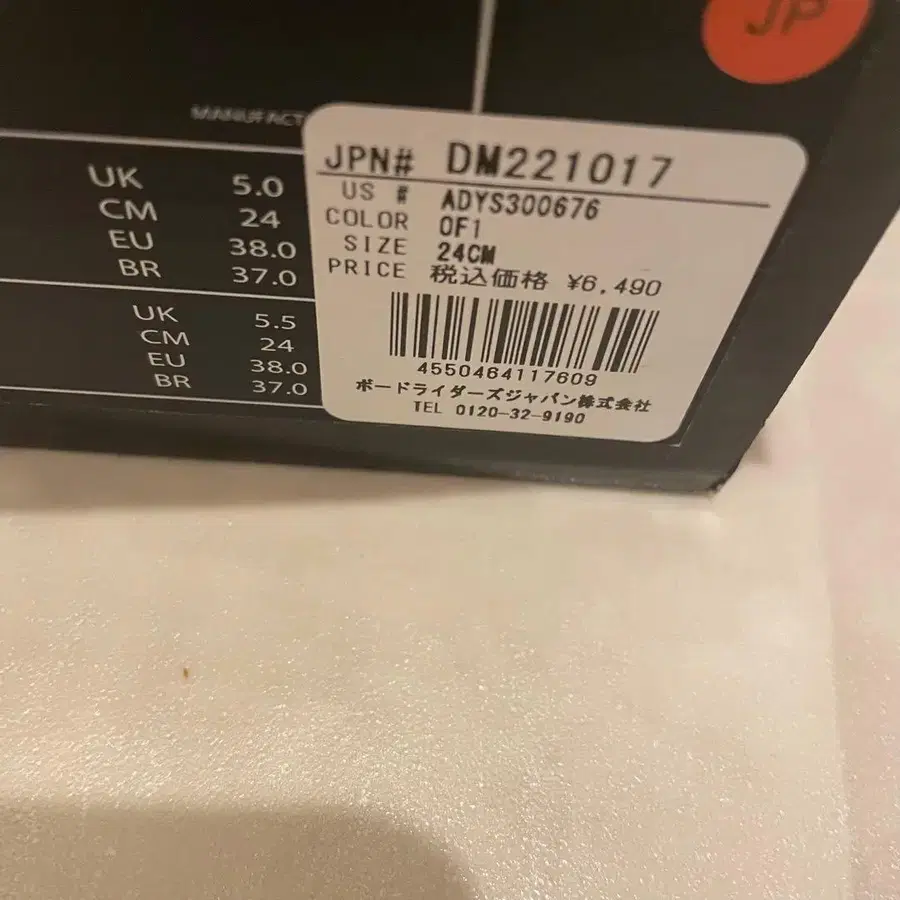 JP
MANUFACT
UK 5.0
CM 24
EU 38.0
BR 37.0
UK 5.5
CM 24
EU 38.0
BR 37.0
JPN# DM221017
US # ADYS300676
COLOR OF1
SIZE 24CM
PRICE 税込価格 ¥6,490
4550464117609
ボードライダーズジャパン株式会社
TEL 0120-32-9190